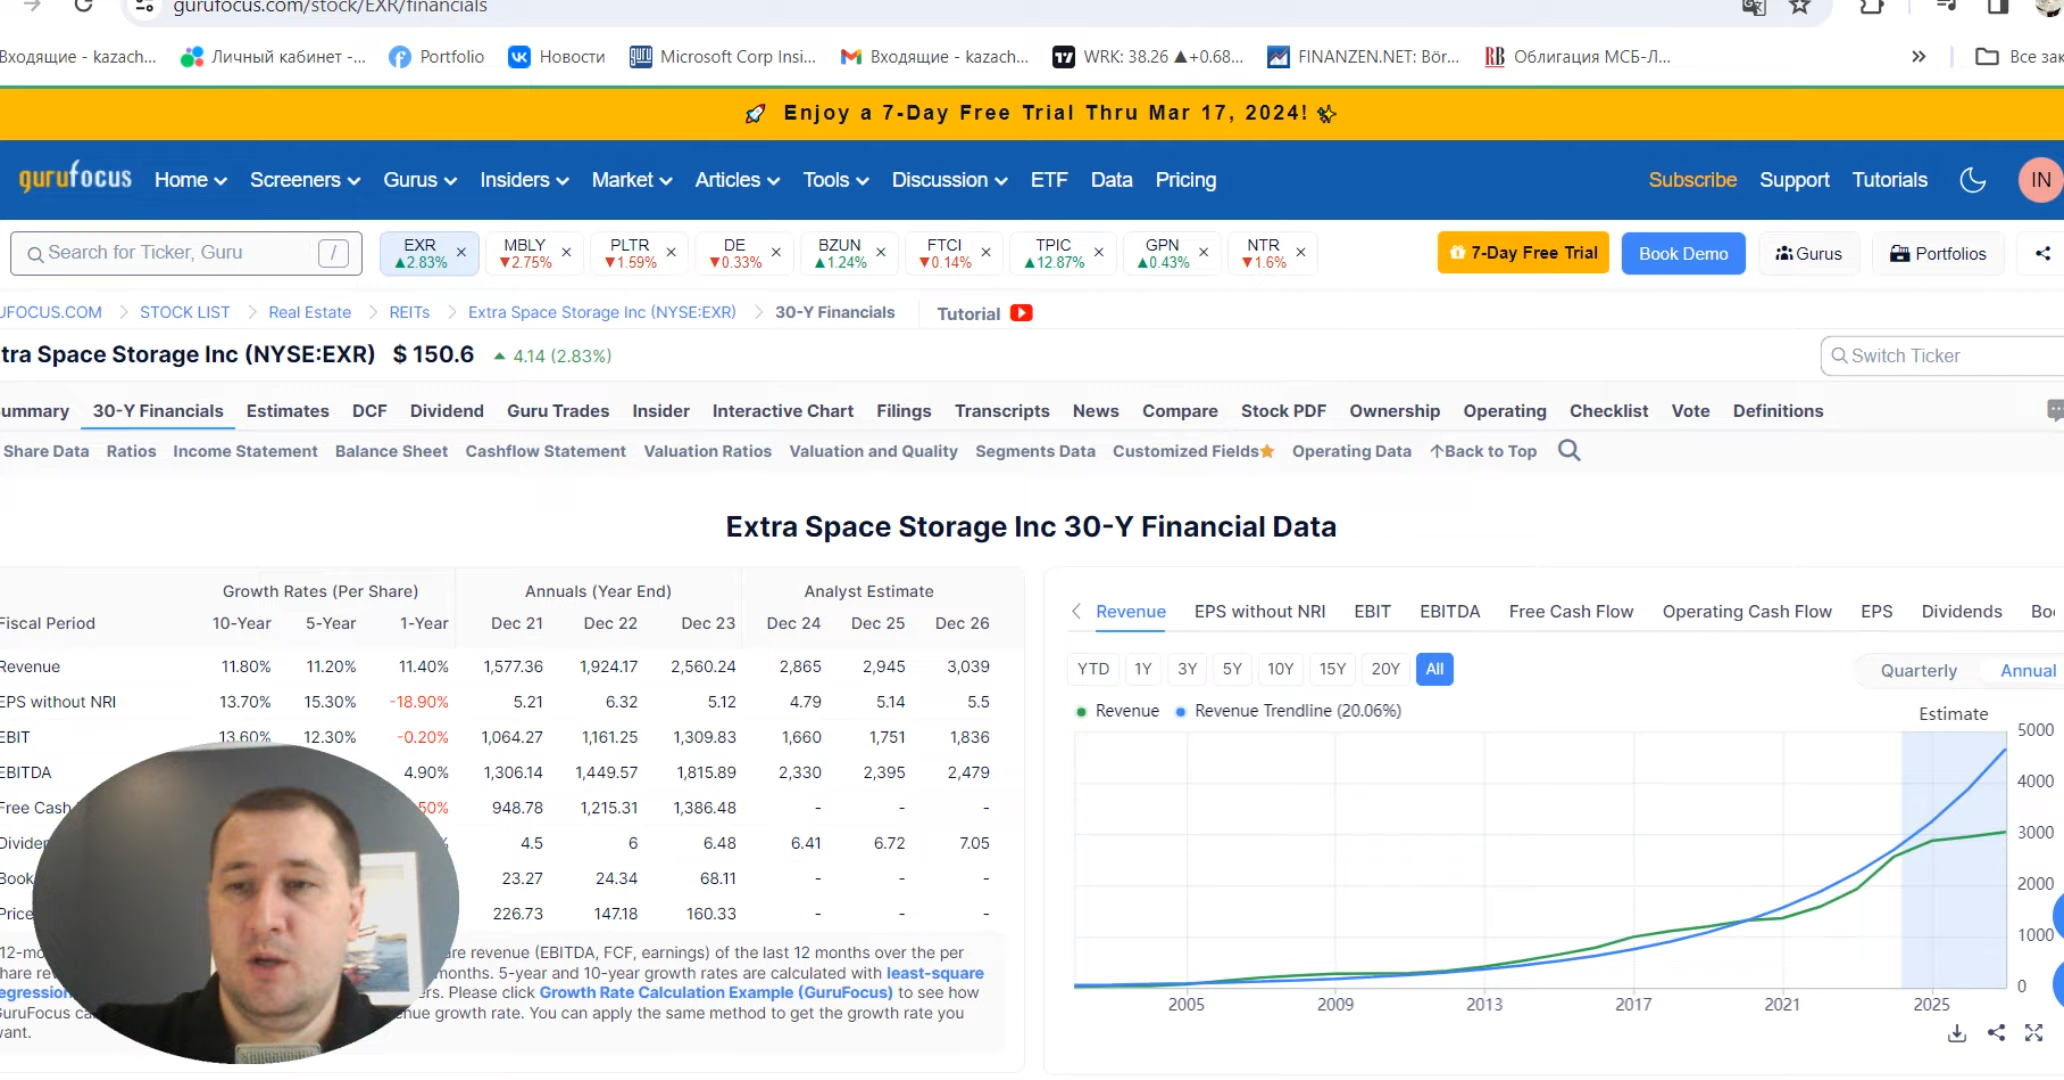 gurufocus.com/stock/EXR/financials
Входящие - kazach... Личный кабинет -... Portfolio Новости Microsoft Corp Insi... Входящие - kazach... WRK: 38.26 ▲+0.68... FINANZEN.NET: Bör... Облигация МСБ-Л... » Все зак
🚀 Enjoy a 7-Day Free Trial Thru Mar 17, 2024! ✨
gurufocus Home Screeners Gurus Insiders Market Articles Tools Discussion ETF Data Pricing Subscribe Support Tutorials IN
Search for Ticker, Guru /
EXR ▲2.83% ×
MBLY ▼2.75% ×
PLTR ▼1.59% ×
DE ▼0.33% ×
BZUN ▲1.24% ×
FTCI ▼0.14% ×
TPIC ▲12.87% ×
GPN ▲0.43% ×
NTR ▼1.6% ×
7-Day Free Trial Book Demo Gurus Portfolios
UFOCUS.COM > STOCK LIST > Real Estate > REITs > Extra Space Storage Inc (NYSE:EXR) > 30-Y Financials Tutorial
tra Space Storage Inc (NYSE:EXR) $ 150.6 ▲ 4.14 (2.83%) Switch Ticker
ummary 30-Y Financials Estimates DCF Dividend Guru Trades Insider Interactive Chart Filings Transcripts News Compare Stock PDF Ownership Operating Checklist Vote Definitions
Share Data Ratios Income Statement Balance Sheet Cashflow Statement Valuation Ratios Valuation and Quality Segments Data Customized Fields★ Operating Data ↑Back to Top
Extra Space Storage Inc 30-Y Financial Data
Growth Rates (Per Share) Annuals (Year End) Analyst Estimate
Fiscal Period 10-Year 5-Year 1-Year Dec 21 Dec 22 Dec 23 Dec 24 Dec 25 Dec 26
Revenue 11.80% 11.20% 11.40% 1,577.36 1,924.17 2,560.24 2,865 2,945 3,039
EPS without NRI 13.70% 15.30% -18.90% 5.21 6.32 5.12 4.79 5.14 5.5
EBIT 13.60% 12.30% -0.20% 1,064.27 1,161.25 1,309.83 1,660 1,751 1,836
EBITDA 4.90% 1,306.14 1,449.57 1,815.89 2,330 2,395 2,479
Free Cash 50% 948.78 1,215.31 1,386.48 - - -
Dividen 4.5 6 6.48 6.41 6.72 7.05
Book 23.27 24.34 68.11 - - -
Price 226.73 147.18 160.33 - - -
12-mo are revenue (EBITDA, FCF, earnings) of the last 12 months over the per
hare re months. 5-year and 10-year growth rates are calculated with least-square
egression ers. Please click Growth Rate Calculation Example (GuruFocus) to see how
GuruFocus ca nue growth rate. You can apply the same method to get the growth rate you
want.
Revenue EPS without NRI EBIT EBITDA Free Cash Flow Operating Cash Flow EPS Dividends Bo
YTD 1Y 3Y 5Y 10Y 15Y 20Y All Quarterly Annual
Revenue Revenue Trendline (20.06%)
Estimate
5000
4000
3000
2000
1000
0
2005 2009 2013 2017 2021 2025